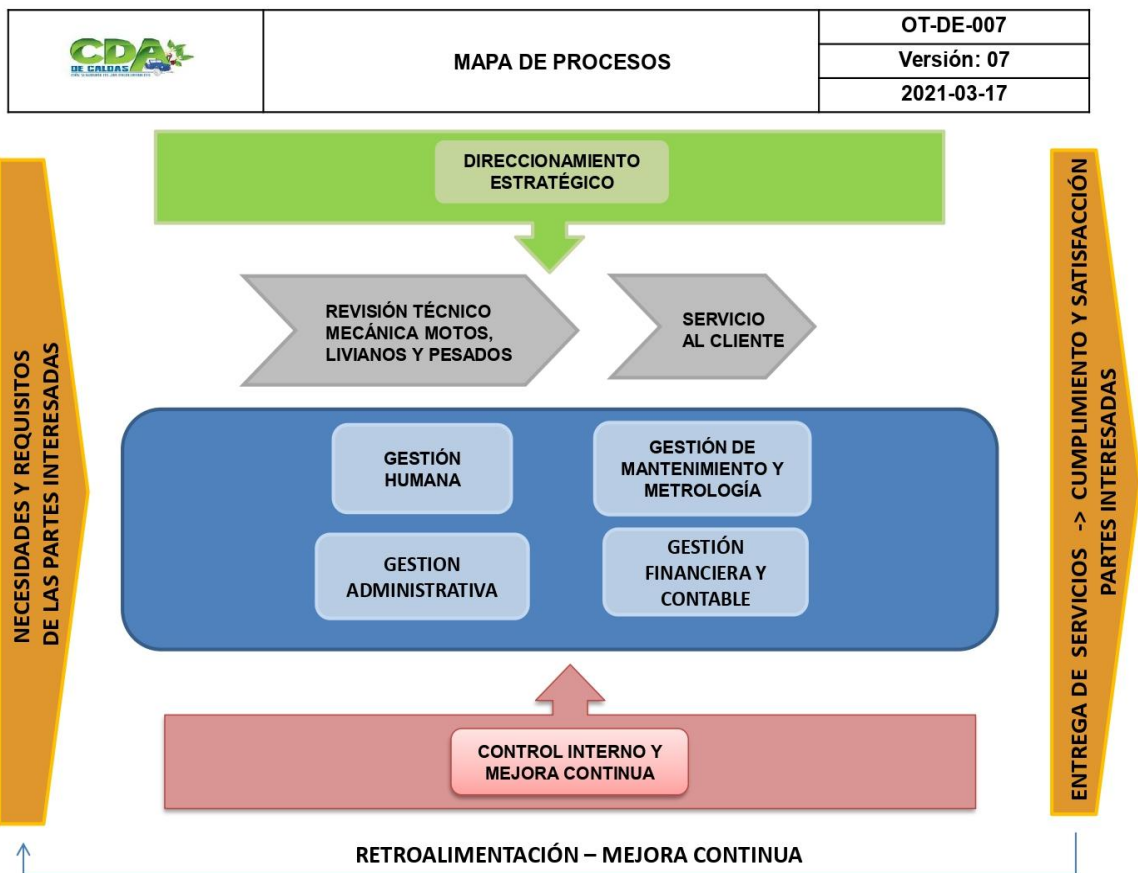 CDA
DE CALDAS
MAPA DE PROCESOS
OT-DE-007
Versión: 07
2021-03-17
DIRECCIONAMIENTO
ESTRATÉGICO
REVISIÓN TÉCNICO
MECÁNICA MOTOS,
LIVIANOS Y PESADOS
SERVICIO
AL CLIENTE
NECESIDADES Y REQUISITOS
DE LAS PARTES INTERESADAS
GESTIÓN
HUMANA
GESTIÓN DE
MANTENIMIENTO Y
METROLOGÍA
GESTION
ADMINISTRATIVA
GESTIÓN
FINANCIERA Y
CONTABLE
ENTREGA DE SERVICIOS -> CUMPLIMIENTO Y SATISFACCIÓN
PARTES INTERESADAS
CONTROL INTERNO Y
MEJORA CONTINUA
RETROALIMENTACIÓN – MEJORA CONTINUA